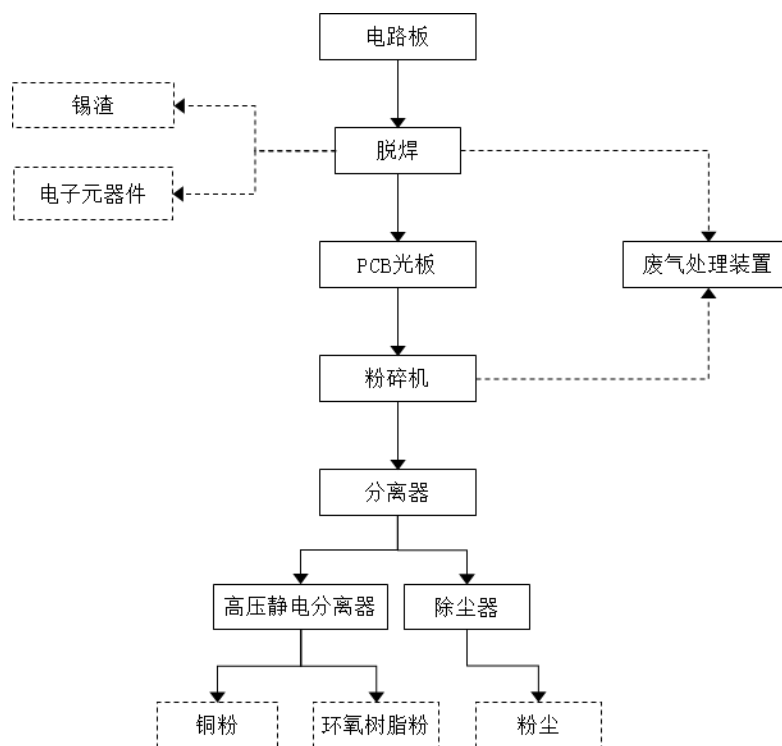 电路板
锡渣
脱焊
电子元器件
PCB光板
废气处理装置
粉碎机
分离器
高压静电分离器
除尘器
铜粉
环氧树脂粉
粉尘